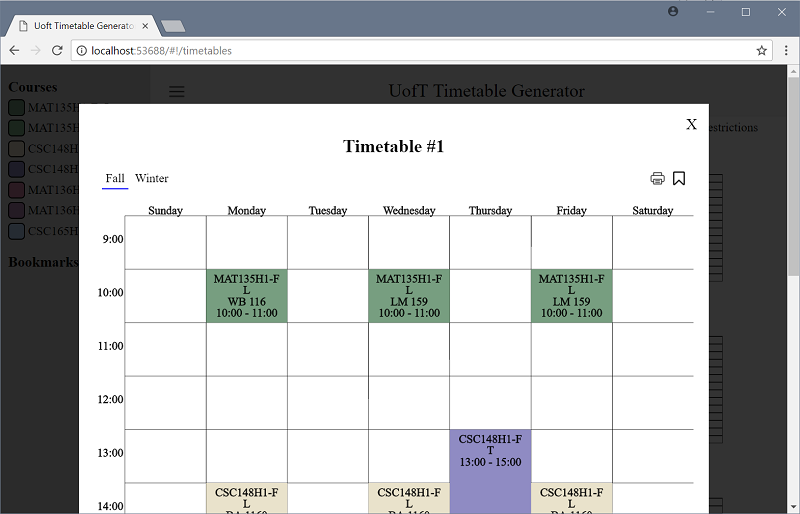 Uoft Timetable Generator
localhost:53688/#!/timetables
Courses
UofT Timetable Generator
MAT135H
MAT135H
CSC148H
CSC148H
MAT136H
MAT136H
CSC165H
Bookmarks
estrictions
X
Timetable #1
Fall Winter
Sunday Monday Tuesday Wednesday Thursday Friday Saturday
9:00
10:00
MAT135H1-F
L
WB 116
10:00 - 11:00
MAT135H1-F
L
LM 159
10:00 - 11:00
MAT135H1-F
L
LM 159
10:00 - 11:00
11:00
12:00
13:00
CSC148H1-F
T
13:00 - 15:00
14:00
CSC148H1-F
L
CSC148H1-F
L
CSC148H1-F
L